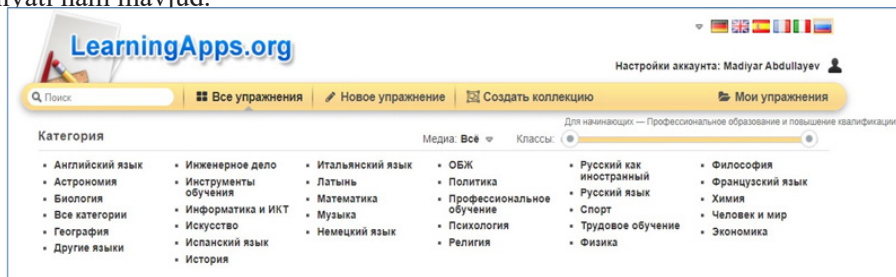 ham mavjud.
LearningApps.org
Настройки аккаунта: Madiyar Abdullayev
Поиск
Все упражнения
Новое упражнение
Создать коллекцию
Мои упражнения
Для начинающих — Профессиональное образование и повышение квалификации
Категория
Медиа: Всё
Классы:
Английский язык
Астрономия
Биология
Все категории
География
Другие языки
Инженерное дело
Инструменты
обучения
Информатика и ИКТ
Искусство
Испанский язык
История
Итальянский язык
Латынь
Математика
Музыка
Немецкий язык
ОБЖ
Политика
Профессиональное
обучение
Психология
Религия
Русский как
иностранный
Русский язык
Спорт
Трудовое обучение
Физика
Философия
Французский язык
Химия
Человек и мир
Экономика